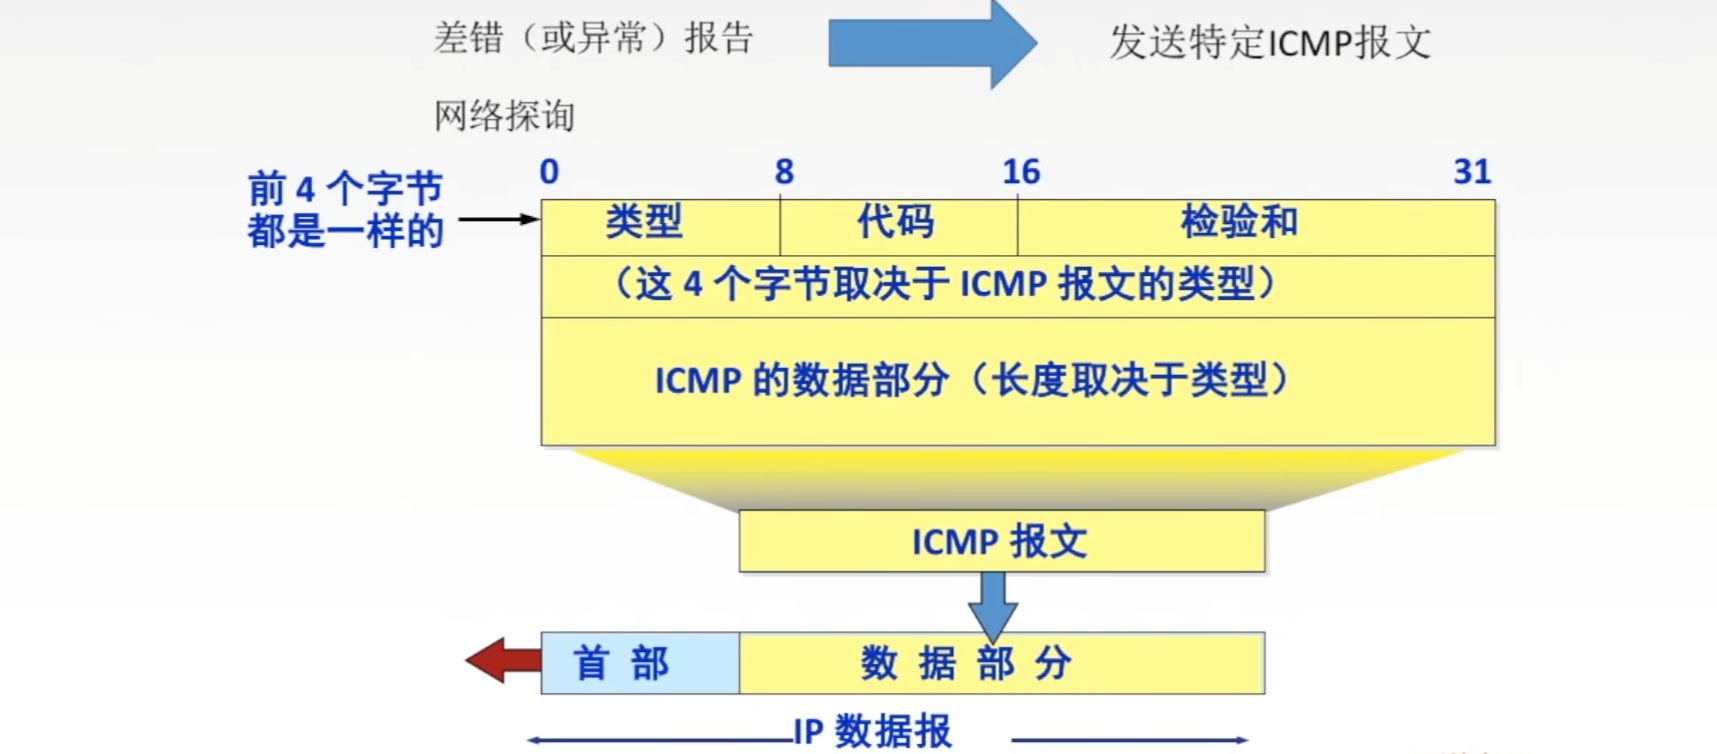 差错（或异常）报告
发送特定ICMP报文
网络探询
前 4 个字节
都是一样的
0 8 16 31
类型 代码 检验和
（这 4 个字节取决于 ICMP 报文的类型）
ICMP 的数据部分（长度取决于类型）
ICMP 报文
首 部 数 据 部 分
IP 数据报